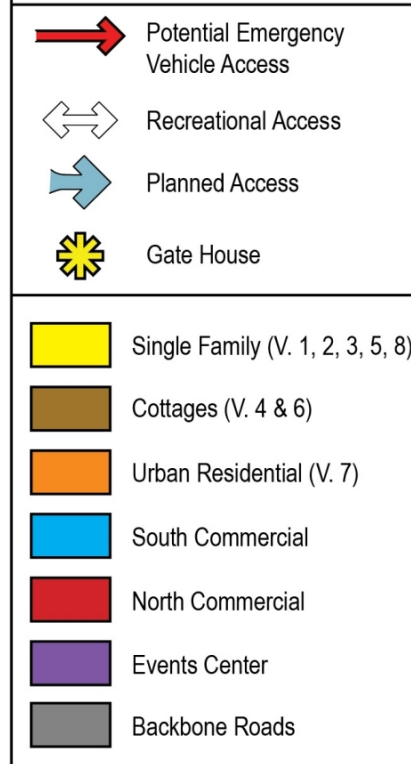 Potential Emergency
Vehicle Access
Recreational Access
Planned Access
Gate House
Single Family (V. 1, 2, 3, 5, 8)
Cottages (V. 4 & 6)
Urban Residential (V. 7)
South Commercial
North Commercial
Events Center
Backbone Roads